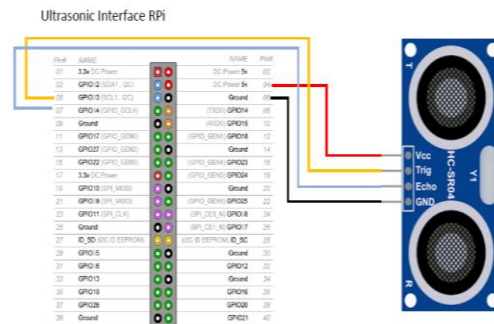 Ultrasonic Interface RPi
Pin# NAME NAME Pin#
01 3.3v DC Power DC Power 5v 02
03 GPIO02 (SDA1 , I2C) DC Power 5v 04
05 GPIO03 (SCL1 , I2C) Ground 06
07 GPIO04 (GPIO_GCLK) (TXD0) GPIO14 08
09 Ground (RXD0) GPIO15 10
11 GPIO17 (GPIO_GEN0) (GPIO_GEN1) GPIO18 12
13 GPIO27 (GPIO_GEN2) Ground 14
15 GPIO22 (GPIO_GEN3) (GPIO_GEN4) GPIO23 16
17 3.3v DC Power (GPIO_GEN5) GPIO24 18
19 GPIO10 (SPI_MOSI) Ground 20
21 GPIO09 (SPI_MISO) (GPIO_GEN6) GPIO25 22
23 GPIO11 (SPI_CLK) (SPI_CE0_N) GPIO08 24
25 Ground (SPI_CE1_N) GPIO07 26
27 ID_SD (I2C ID EEPROM) (I2C ID EEPROM) ID_SC 28
29 GPIO05 Ground 30
31 GPIO06 GPIO12 32
33 GPIO13 Ground 34
35 GPIO19 GPIO16 36
37 GPIO26 GPIO20 38
39 Ground GPIO21 40
T
Vcc
Trig
Echo
GND
HC-SR04
Y1
R